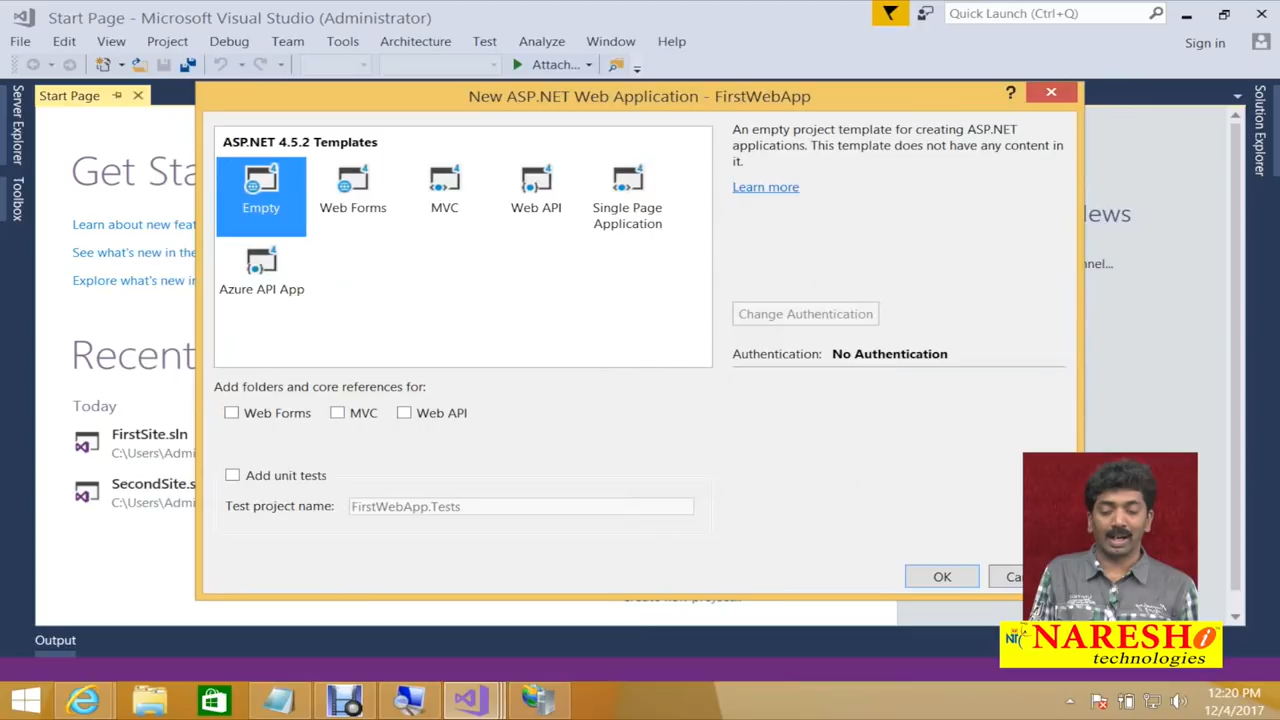 Start Page - Microsoft Visual Studio (Administrator)
Quick Launch (Ctrl+Q)
File Edit View Project Debug Team Tools Architecture Test Analyze Window Help
Sign in
Attach...
Server Explorer
Toolbox
Solution Explorer
Start Page
Get Sta
Learn about new feat
See what's new in the
Explore what's new in
Recent
Today
FirstSite.sln
C:\Users\Admi
SecondSite.s
C:\Users\Admi
ews
nel...
New ASP.NET Web Application - FirstWebApp
?
ASP.NET 4.5.2 Templates
Empty
Web Forms
MVC
Web API
Single Page
Application
Azure API App
An empty project template for creating ASP.NET
applications. This template does not have any content in
it.
Learn more
Change Authentication
Authentication: No Authentication
Add folders and core references for:
Web Forms MVC Web API
Add unit tests
Test project name: FirstWebApp.Tests
OK
Ca
Output
NT
NARESH i
technologies
12:20 PM
12/4/2017